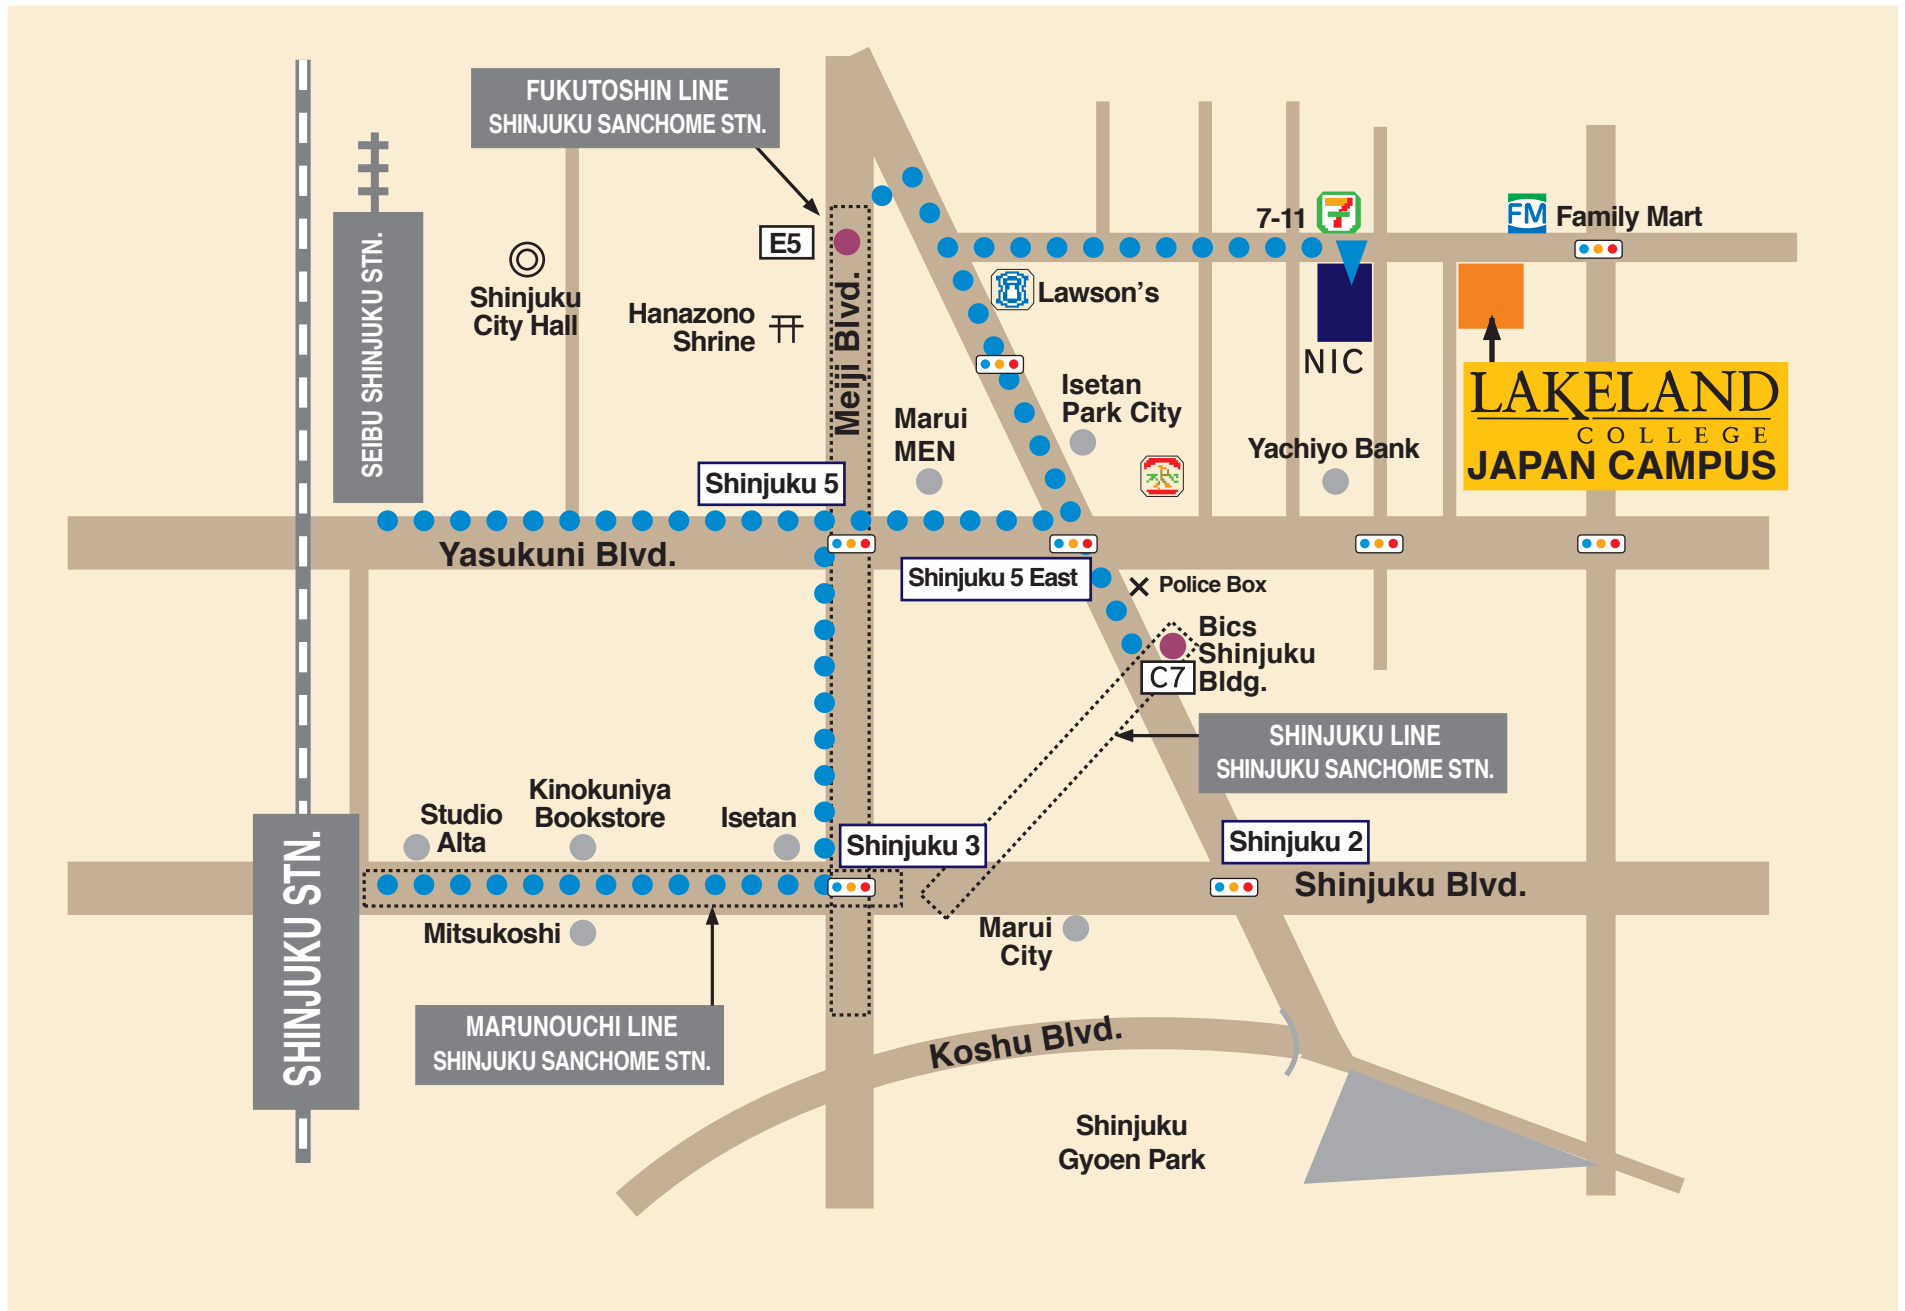 FUKUTOSHIN LINE
SHINJUKU SANCHOME STN.
7-11
7
FM
Family Mart
E5
SEIBU SHINJUKU STN.
Shinjuku
City Hall
Hanazono
Shrine
Meiji Blvd.
Lawson's
NIC
LAKELAND
COLLEGE
JAPAN CAMPUS
Isetan
Park City
Marui
MEN
Yachiyo Bank
Shinjuku 5
Yasukuni Blvd.
Shinjuku 5 East
Police Box
Bics
Shinjuku
Bldg.
C7
SHINJUKU LINE
SHINJUKU SANCHOME STN.
Kinokuniya
Bookstore
Studio
Alta
Isetan
Shinjuku 3
Shinjuku 2
Shinjuku Blvd.
SHINJUKU STN.
Mitsukoshi
Marui
City
MARUNOUCHI LINE
SHINJUKU SANCHOME STN.
Koshu Blvd.
Shinjuku
Gyoen Park